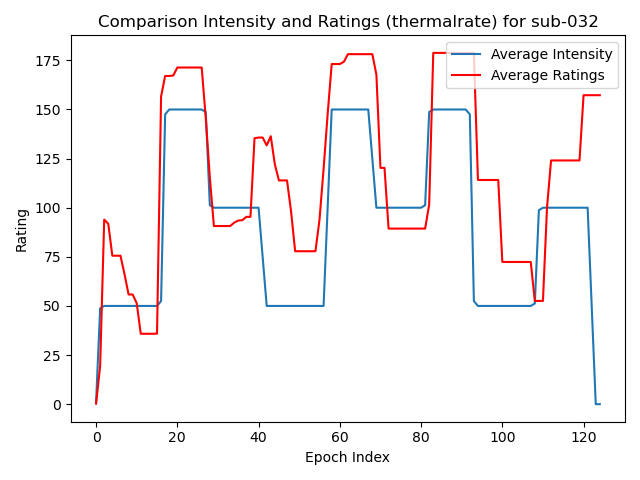 Comparison Intensity and Ratings (thermalrate) for sub-032
Average Intensity
Average Ratings
Rating
175
150
125
100
75
50
25
0
0 20 40 60 80 100 120
Epoch Index